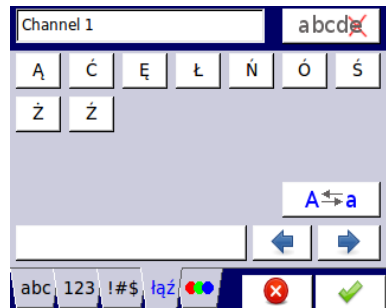 Channel 1 abcde
Ą Ć Ę Ł Ń Ó Ś
Ż Ź
A a
abc 123 !#$ łąź